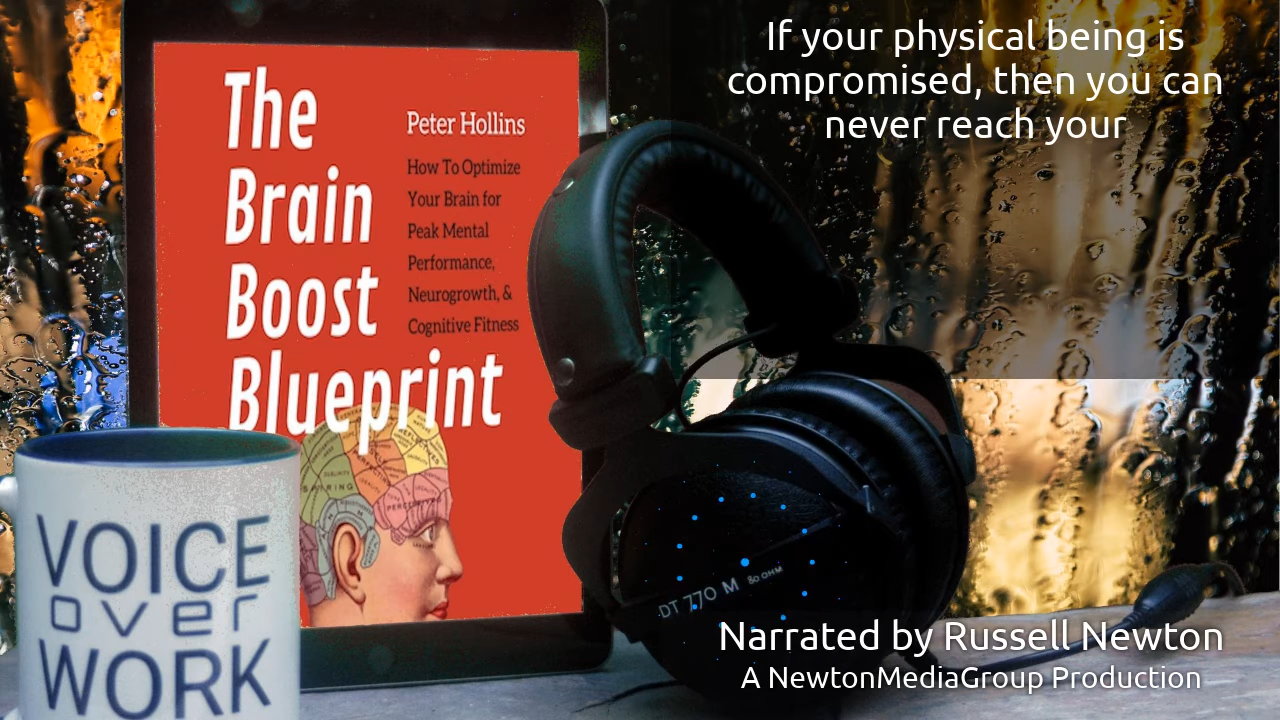 The
Brain
Boost
Blueprint
Peter Hollins
How To Optimize
Your Brain for
Peak Mental
Performance,
Neurogrowth, &
Cognitive Fitness
VOICE
over
WORK
DT 770 M 80 OHM
If your physical being is
compromised, then you can
never reach your
Narrated by Russell Newton
A NewtonMediaGroup Production